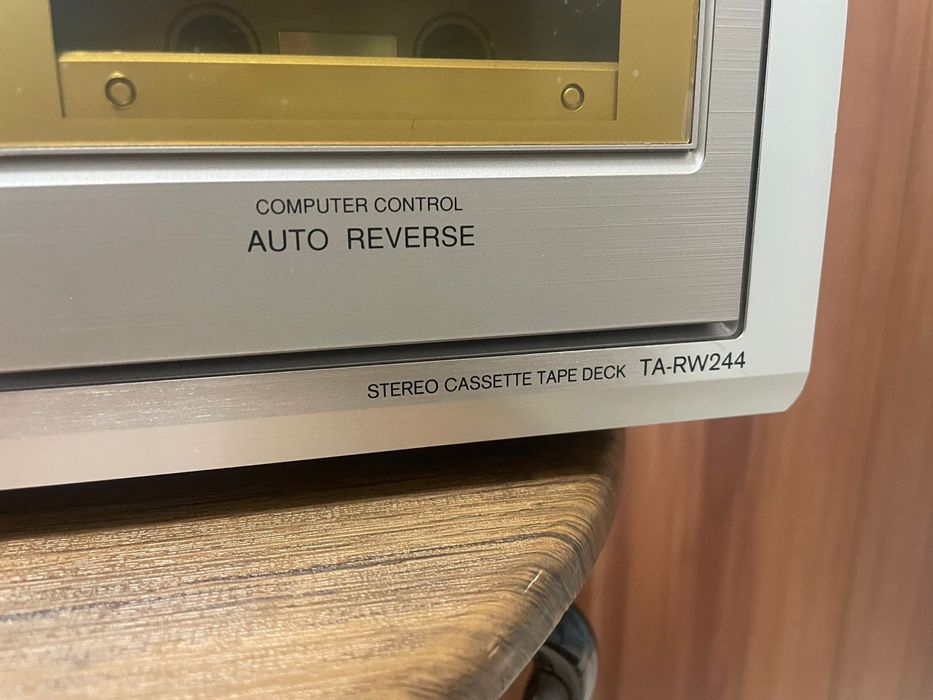 COMPUTER CONTROL
AUTO REVERSE
STEREO CASSETTE TAPE DECK TA-RW244